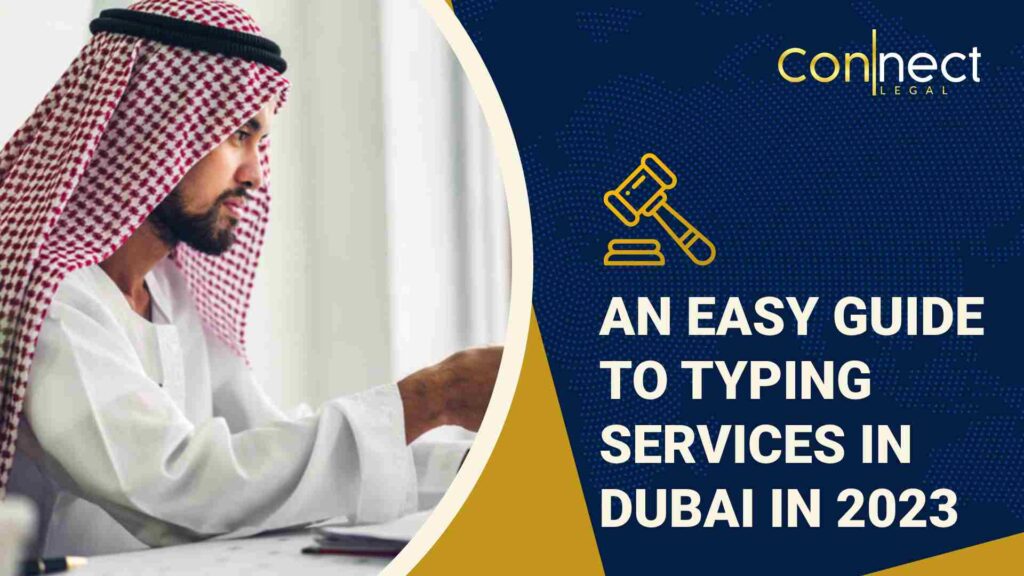 Connect
LEGAL
AN EASY GUIDE
TO TYPING
SERVICES IN
DUBAI IN 2023